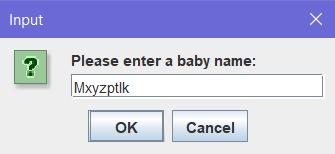 Input
?
Please enter a baby name:
Mxyzptlk
OK
Cancel